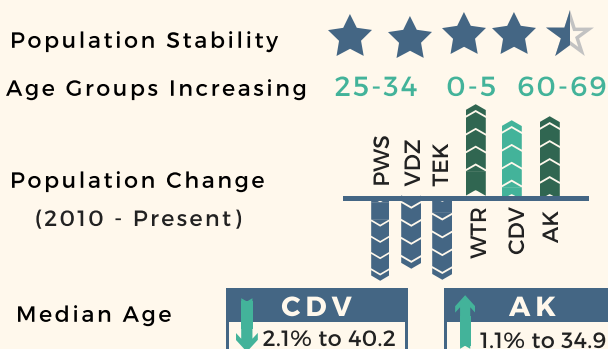 Population Stability
Age Groups Increasing 25-34 0-5 60-69
PWS VDZ TEK
Population Change
(2010 - Present)
WTR CDV AK
Median Age
CDV AK
2.1% to 40.2 1.1% to 34.9